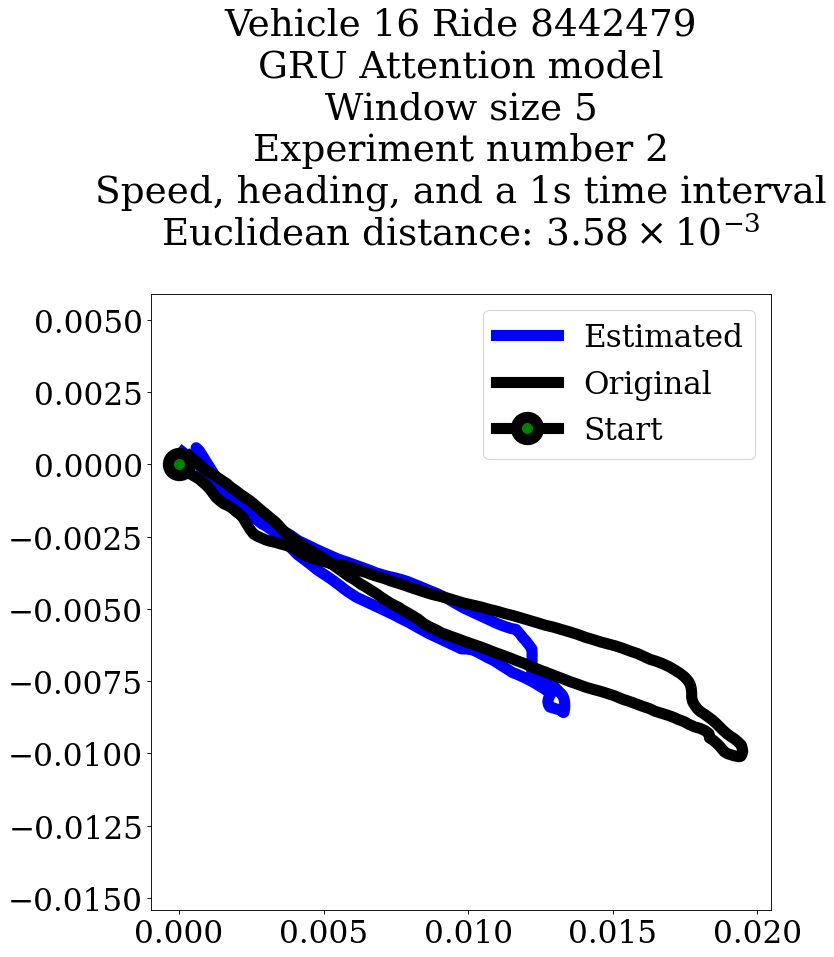 Vehicle 16 Ride 8442479
GRU Attention model
Window size 5
Experiment number 2
Speed, heading, and a 1s time interval
Euclidean distance: 3.58 × 10⁻³
Estimated
Original
Start
0.0050
0.0025
0.0000
−0.0025
−0.0050
−0.0075
−0.0100
−0.0125
−0.0150
0.000 0.005 0.010 0.015 0.020